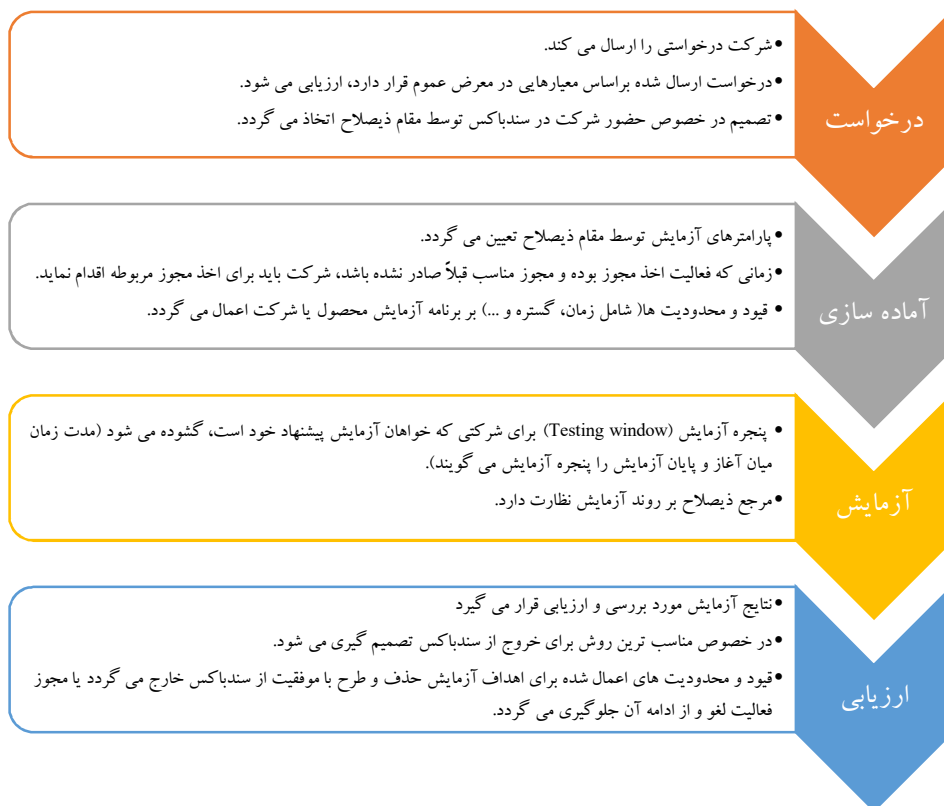 درخواست
•شرکت درخواستی را ارسال می کند.
•درخواست ارسال شده براساس معیارهایی در معرض عموم قرار دارد، ارزیابی می شود.
•تصمیم در خصوص حضور شرکت در سندباکس توسط مقام ذیصلاح اتخاذ می گردد.
آماده سازی
•پارامترهای آزمایش توسط مقام ذیصلاح تعیین می گردد.
•زمانی که فعالیت اخذ مجوز بوده و مجوز مناسب قبلاً صادر نشده باشد، شرکت باید برای اخذ مجوز مربوطه اقدام نماید.
• قیود و محدودیت ها( شامل زمان، گستره و ...) بر برنامه آزمایش محصول یا شرکت اعمال می گردد.
آزمایش
• پنجره آزمایش (Testing window) برای شرکتی که خواهان آزمایش پیشنهاد خود است، گشوده می شود (مدت زمان
میان آغاز و پایان آزمایش را پنجره آزمایش می گویند).
•مرجع ذیصلاح بر روند آزمایش نظارت دارد.
ارزیابی
•نتایج آزمایش مورد بررسی و ارزیابی قرار می گیرد
•در خصوص مناسب ترین روش برای خروج از سندباکس تصمیم گیری می شود.
•قیود و محدودیت های اعمال شده برای اهداف آزمایش حذف و طرح با موفقیت از سندباکس خارج می گردد یا مجوز
فعالیت لغو و از ادامه آن جلوگیری می گردد.